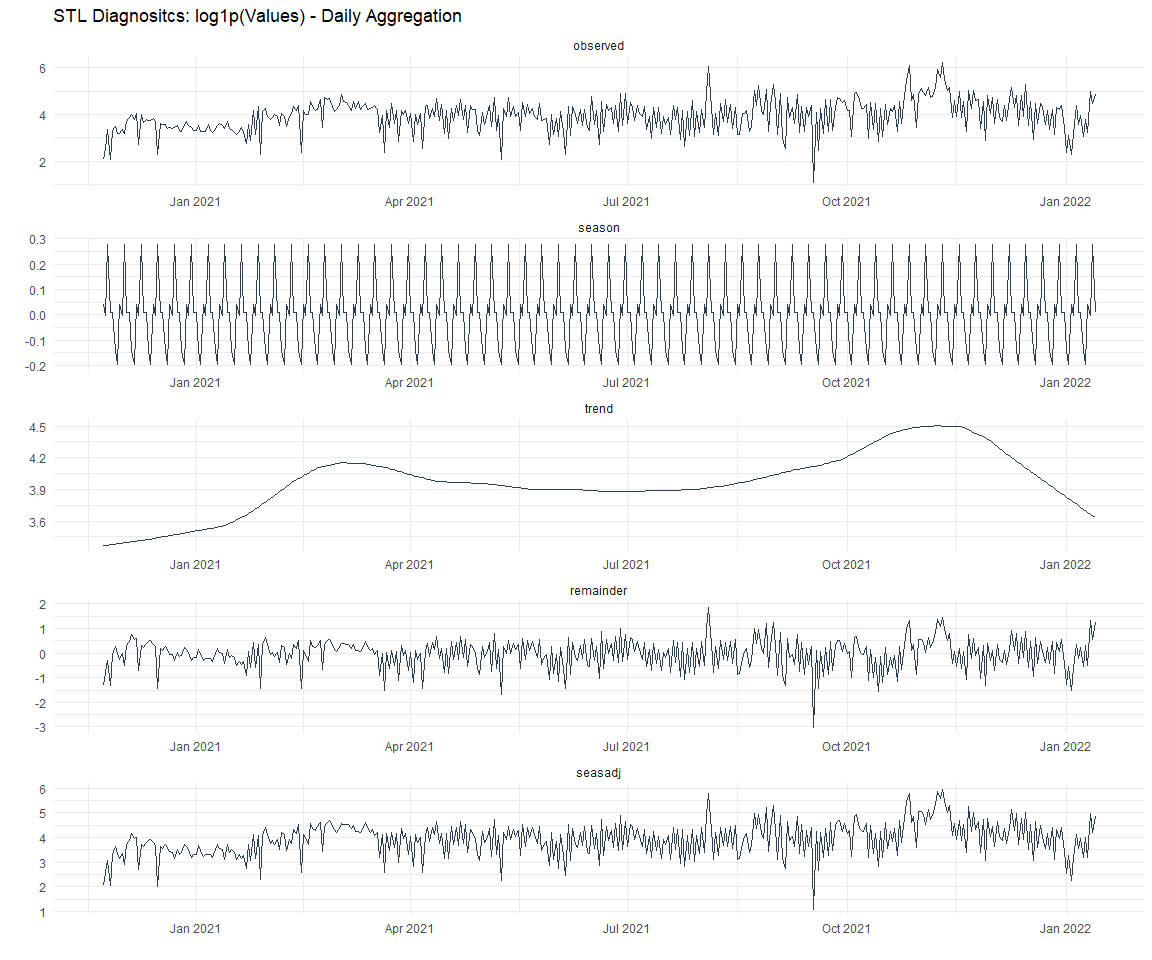 STL Diagnositcs: log1p(Values) - Daily Aggregation
observed
6
4
2
Jan 2021 Apr 2021 Jul 2021 Oct 2021 Jan 2022
season
0.3
0.2
0.1
0.0
-0.1
-0.2
Jan 2021 Apr 2021 Jul 2021 Oct 2021 Jan 2022
trend
4.5
4.2
3.9
3.6
Jan 2021 Apr 2021 Jul 2021 Oct 2021 Jan 2022
remainder
2
1
0
-1
-2
-3
Jan 2021 Apr 2021 Jul 2021 Oct 2021 Jan 2022
seasadj
6
5
4
3
2
1
Jan 2021 Apr 2021 Jul 2021 Oct 2021 Jan 2022